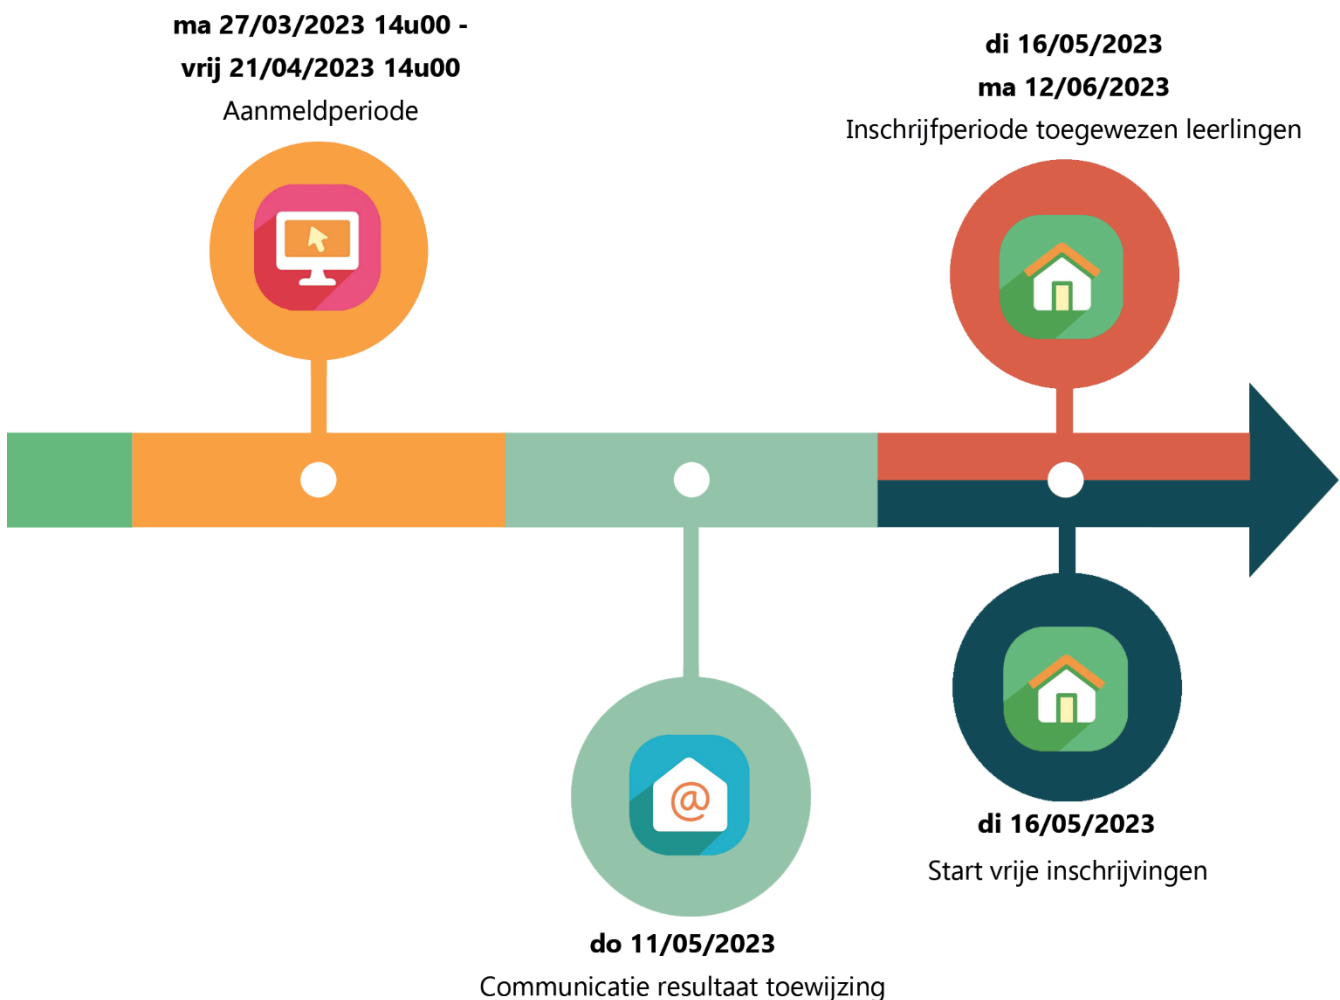 ma 27/03/2023 14u00 -
vrij 21/04/2023 14u00
Aanmeldperiode
di 16/05/2023
ma 12/06/2023
Inschrijfperiode toegewezen leerlingen
@
do 11/05/2023
Communicatie resultaat toewijzing
di 16/05/2023
Start vrije inschrijvingen